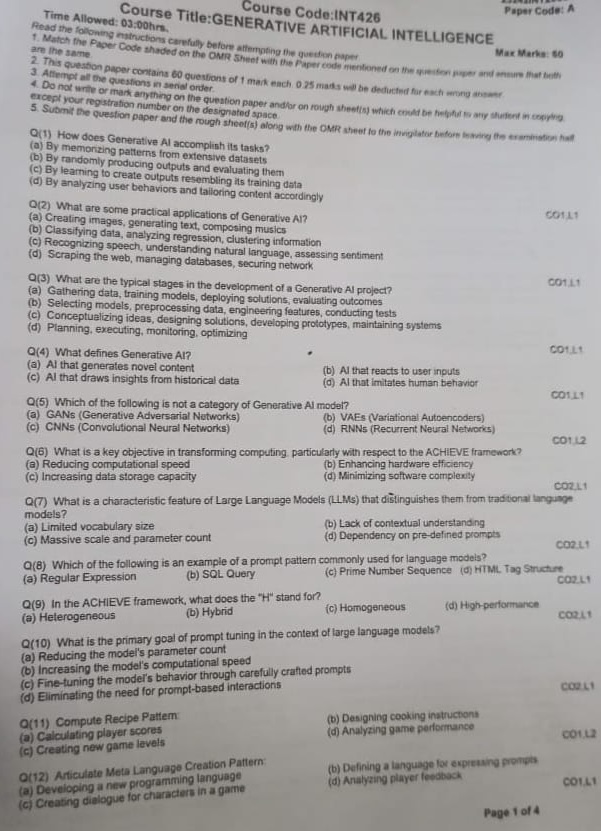 Course Code:INT426
Paper Code: A
Course Title:GENERATIVE ARTIFICIAL INTELLIGENCE
Time Allowed: 03:00hrs.
Max Marks: 60
Read the following instructions carefully before attempting the question paper.
1. Match the Paper Code shaded on the OMR Sheet with the Paper code mentioned on the question paper and ensure that both are the same.
2. This question paper contains 60 questions of 1 mark each. 0.25 marks will be deducted for each wrong answer.
3. Attempt all the questions in serial order.
4. Do not write or mark anything on the question paper and/or on rough sheet(s) which could be helpful to any student in copying,
except your registration number on the designated space.
5. Submit the question paper and the rough sheet(s) along with the OMR sheet to the invigilator before leaving the examination hall
Q(1) How does Generative AI accomplish its tasks?
(a) By memorizing patterns from extensive datasets
(b) By randomly producing outputs and evaluating them
(c) By learning to create outputs resembling its training data
(d) By analyzing user behaviors and tailoring content accordingly
CO1,L1
Q(2) What are some practical applications of Generative AI?
(a) Creating images, generating text, composing musics
(b) Classifying data, analyzing regression, clustering information
(c) Recognizing speech, understanding natural language, assessing sentiment
(d) Scraping the web, managing databases, securing network
CO1,L1
Q(3) What are the typical stages in the development of a Generative AI project?
(a) Gathering data, training models, deploying solutions, evaluating outcomes
(b) Selecting models, preprocessing data, engineering features, conducting tests
(c) Conceptualizing ideas, designing solutions, developing prototypes, maintaining systems
(d) Planning, executing, monitoring, optimizing
CO1,L1
Q(4) What defines Generative AI?
(a) AI that generates novel content (b) AI that reacts to user inputs
(c) AI that draws insights from historical data (d) AI that imitates human behavior
CO1,L1
Q(5) Which of the following is not a category of Generative AI model?
(a) GANs (Generative Adversarial Networks) (b) VAEs (Variational Autoencoders)
(c) CNNs (Convolutional Neural Networks) (d) RNNs (Recurrent Neural Networks)
CO1,L2
Q(6) What is a key objective in transforming computing, particularly with respect to the ACHIEVE framework?
(a) Reducing computational speed (b) Enhancing hardware efficiency
(c) Increasing data storage capacity (d) Minimizing software complexity
CO2,L1
Q(7) What is a characteristic feature of Large Language Models (LLMs) that distinguishes them from traditional language
models?
(a) Limited vocabulary size (b) Lack of contextual understanding
(c) Massive scale and parameter count (d) Dependency on pre-defined prompts
CO2,L1
Q(8) Which of the following is an example of a prompt pattern commonly used for language models?
(a) Regular Expression (b) SQL Query (c) Prime Number Sequence (d) HTML Tag Structure
CO2,L1
Q(9) In the ACHIEVE framework, what does the "H" stand for?
(a) Heterogeneous (b) Hybrid (c) Homogeneous (d) High-performance
CO2,L1
Q(10) What is the primary goal of prompt tuning in the context of large language models?
(a) Reducing the model's parameter count
(b) Increasing the model's computational speed
(c) Fine-tuning the model's behavior through carefully crafted prompts
(d) Eliminating the need for prompt-based interactions
CO2,L1
Q(11) Compute Recipe Pattern:
(a) Calculating player scores (b) Designing cooking instructions
(c) Creating new game levels (d) Analyzing game performance
CO1,L2
Q(12) Articulate Meta Language Creation Pattern:
(a) Developing a new programming language (b) Defining a language for expressing prompts
(c) Creating dialogue for characters in a game (d) Analyzing player feedback
CO1,L1
Page 1 of 4